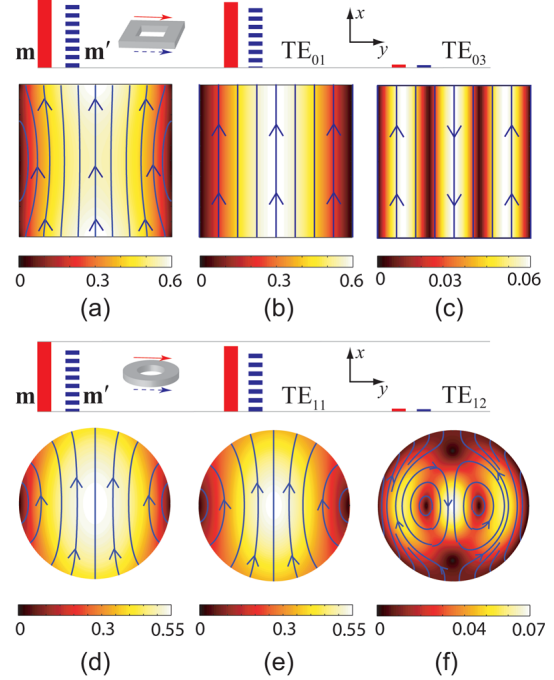 m m′ TE01 x y TE03
0 0.3 0.6 0 0.3 0.6 0 0.03 0.06
(a) (b) (c)
m m′ TE11 x y TE12
0 0.3 0.55 0 0.3 0.55 0 0.04 0.07
(d) (e) (f)